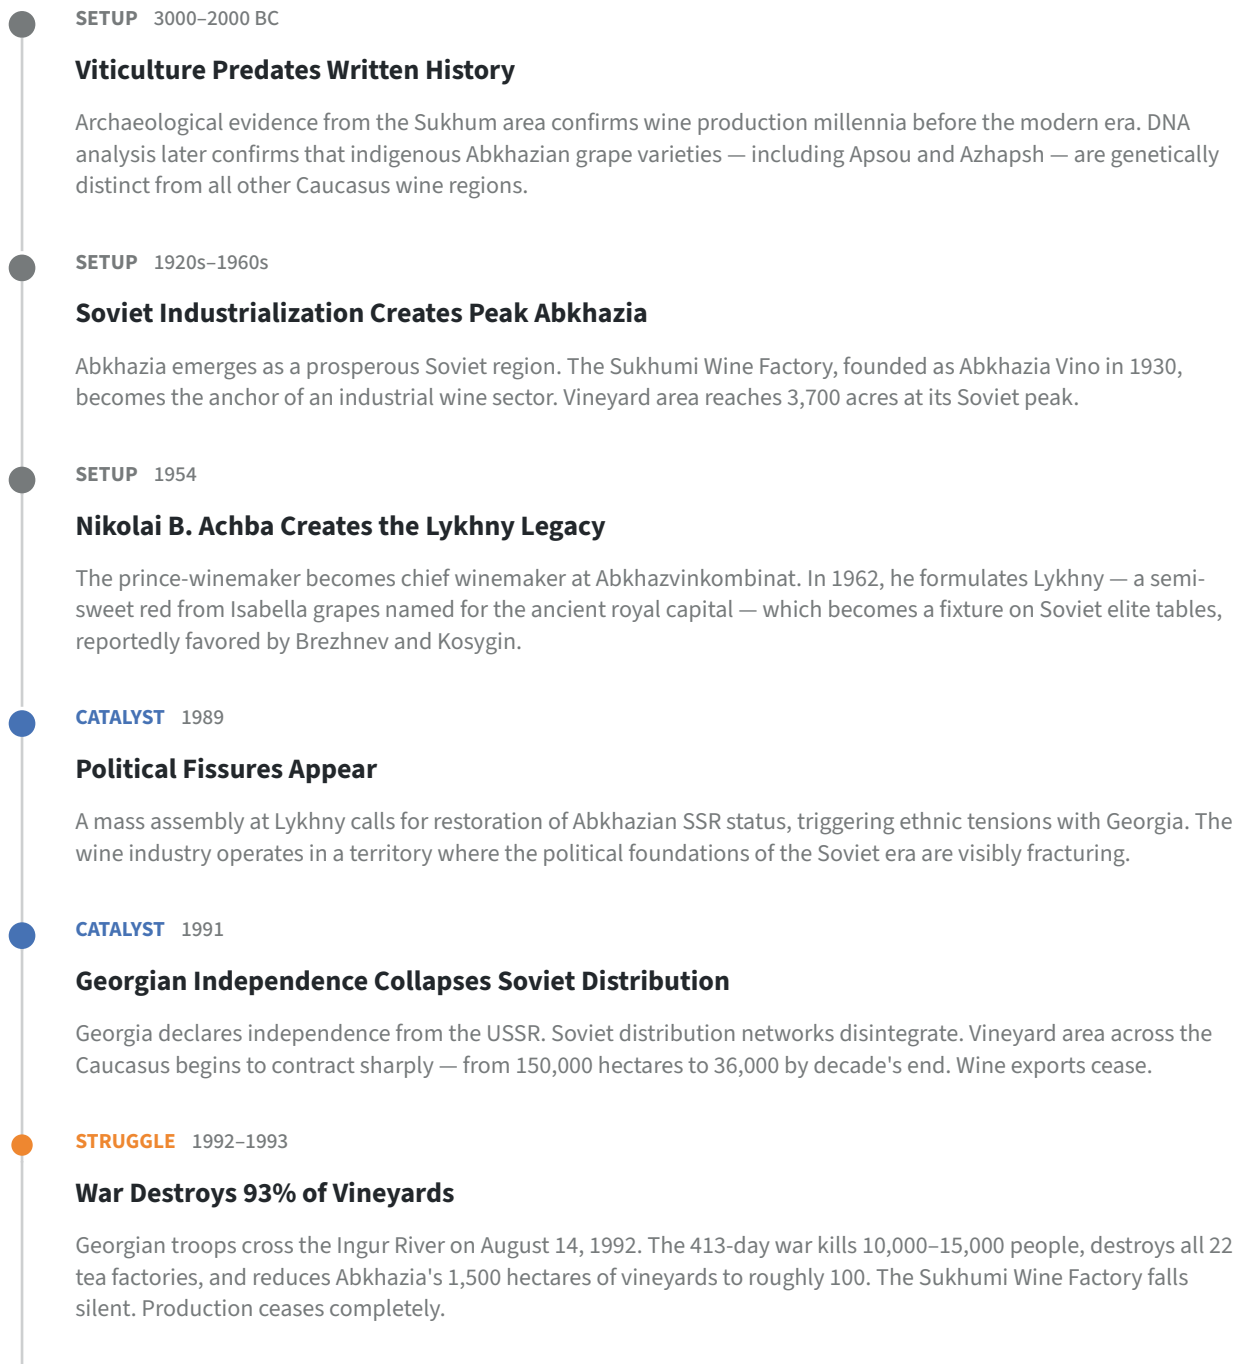 SETUP 3000–2000 BC
Viticulture Predates Written History
Archaeological evidence from the Sukhum area confirms wine production millennia before the modern era. DNA
analysis later confirms that indigenous Abkhazian grape varieties — including Apsou and Azhapsh — are genetically
distinct from all other Caucasus wine regions.
SETUP 1920s–1960s
Soviet Industrialization Creates Peak Abkhazia
Abkhazia emerges as a prosperous Soviet region. The Sukhumi Wine Factory, founded as Abkhazia Vino in 1930,
becomes the anchor of an industrial wine sector. Vineyard area reaches 3,700 acres at its Soviet peak.
SETUP 1954
Nikolai B. Achba Creates the Lykhny Legacy
The prince-winemaker becomes chief winemaker at Abkhazvinkombinat. In 1962, he formulates Lykhny — a semi-
sweet red from Isabella grapes named for the ancient royal capital — which becomes a fixture on Soviet elite tables,
reportedly favored by Brezhnev and Kosygin.
CATALYST 1989
Political Fissures Appear
A mass assembly at Lykhny calls for restoration of Abkhazian SSR status, triggering ethnic tensions with Georgia. The
wine industry operates in a territory where the political foundations of the Soviet era are visibly fracturing.
CATALYST 1991
Georgian Independence Collapses Soviet Distribution
Georgia declares independence from the USSR. Soviet distribution networks disintegrate. Vineyard area across the
Caucasus begins to contract sharply — from 150,000 hectares to 36,000 by decade's end. Wine exports cease.
STRUGGLE 1992–1993
War Destroys 93% of Vineyards
Georgian troops cross the Ingur River on August 14, 1992. The 413-day war kills 10,000–15,000 people, destroys all 22
tea factories, and reduces Abkhazia's 1,500 hectares of vineyards to roughly 100. The Sukhumi Wine Factory falls
silent. Production ceases completely.